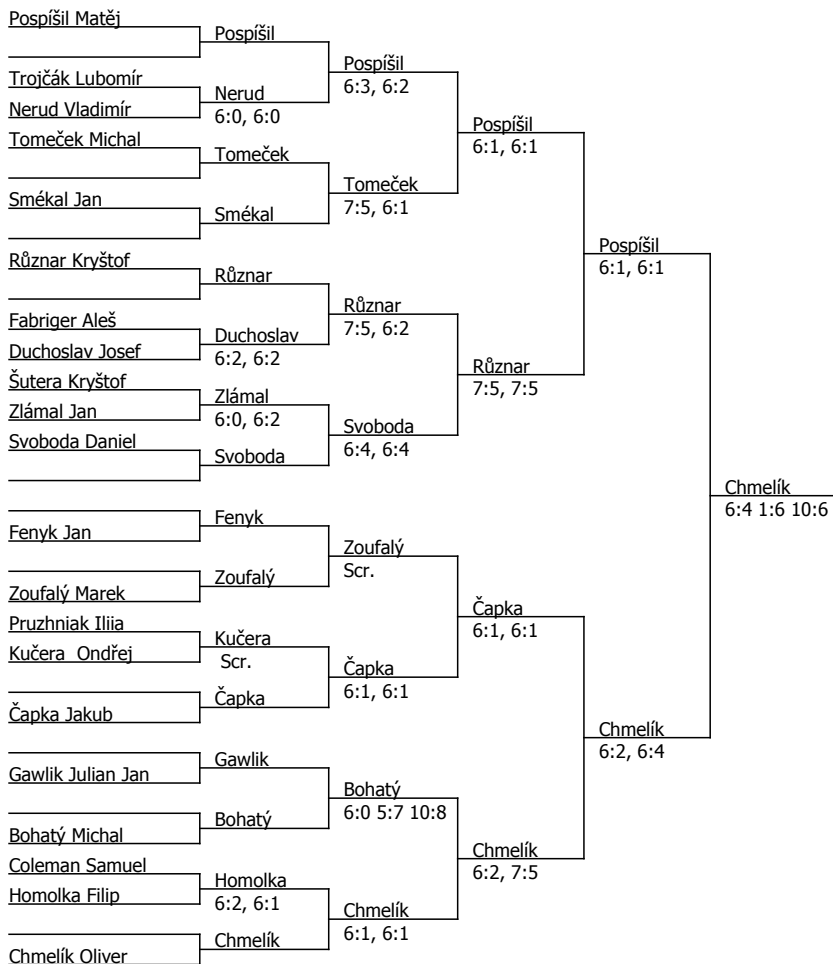 Pospíšil Matěj
Trojčák Lubomír
Nerud Vladimír
Tomeček Michal
Smékal Jan
Různar Kryštof
Fabriger Aleš
Duchoslav Josef
Šutera Kryštof
Zlámal Jan
Svoboda Daniel
Fenyk Jan
Zoufalý Marek
Pruzhniak Iliia
Kučera  Ondřej
Čapka Jakub
Gawlik Julian Jan
Bohatý Michal
Coleman Samuel
Homolka Filip
Chmelík Oliver
Pospíšil
Nerud
6:0, 6:0
Tomeček
Smékal
Různar
Duchoslav
6:2, 6:2
Zlámal
6:0, 6:2
Svoboda
Fenyk
Zoufalý
Kučera
Scr.
Čapka
Gawlik
Bohatý
Homolka
6:2, 6:1
Chmelík
Pospíšil
6:3, 6:2
Tomeček
7:5, 6:1
Různar
7:5, 6:2
Svoboda
6:4, 6:4
Zoufalý
Scr.
Čapka
6:1, 6:1
Bohatý
6:0 5:7 10:8
Chmelík
6:1, 6:1
Pospíšil
6:1, 6:1
Různar
7:5, 7:5
Čapka
6:1, 6:1
Chmelík
6:2, 7:5
Pospíšil
6:1, 6:1
Chmelík
6:2, 6:4
Chmelík
6:4 1:6 10:6